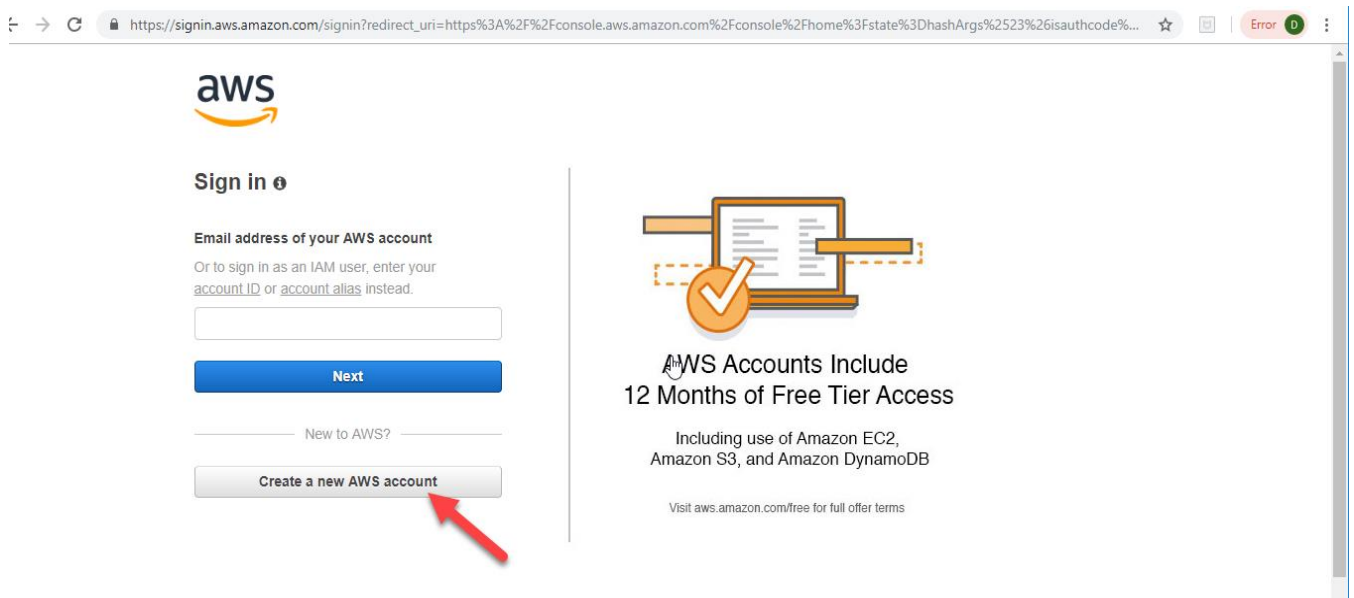 https://signin.aws.amazon.com/signin?redirect_uri=https%3A%2F%2Fconsole.aws.amazon.com%2Fconsole%2Fhome%3Fstate%3DhashArgs%2523%26isauthcode%...
Error D
aws
Sign in
Email address of your AWS account
Or to sign in as an IAM user, enter your
account ID or account alias instead.
Next
New to AWS?
Create a new AWS account
AWS Accounts Include
12 Months of Free Tier Access
Including use of Amazon EC2,
Amazon S3, and Amazon DynamoDB
Visit aws.amazon.com/free for full offer terms